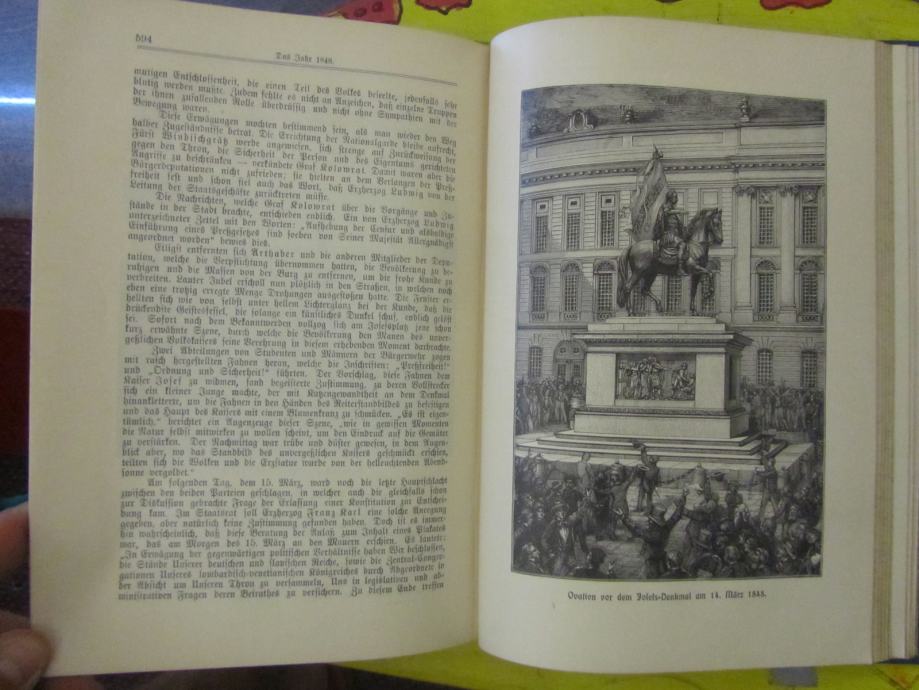 594
Das Jahr 1848.
mutigen Entschlossenheit, die einen Teil des Volkes beseelte, jedenfalls sehr
blutig werden mußte. Zudem fehlte es nicht an Anzeichen, daß einzelne Truppen
der ihnen zufallenden Rolle überdrüssig und nicht ohne Sympathien mit der
Bewegung waren.
Diese Erwägungen mochten bestimmend sein, als man wieder den Weg
halber Zugeständnisse betrat. Die Errichtung der Nationalgarde bleibe aufrecht,
Fürst Windischgrätz werde angewiesen, sich strenge auf Zurückweisung der
gegen den Thron, die Sicherheit der Person und des Eigentums gerichteten
Angriffe zu beschränken — verkündete Graf Kolowrat. Damit waren aber die
Bürgerdeputationen nicht zufrieden; sie hielten an dem Verlangen der Preß-
freiheit fest und schon fiel auch das Wort, daß Erzherzog Ludwig von der
Leitung der Staatsgeschäfte zurücktreten müsse.
Die Nachrichten, welche Graf Kolowrat über die Vorgänge und Zu-
stände in der Stadt brachte, entschieden endlich. Ein von Erzherzog Ludwig
unterzeichneter Zettel mit den Worten: „Aufhebung der Censur und alsbaldige
Einführung eines Preßgesetzes sind soeben von Seiner Majestät Allergnädigst
angeordnet worden“ bewies dies.
Eiligst entfernten sich Arthaber und die anderen Mitglieder der Depu-
tation, welche die Verpflichtung übernommen hatten, die Bevölkerung zu be-
ruhigen und die Massen von der Burg zu entfernen, um die frohe Kunde zu
verbreiten. Lauter Jubel erscholl nun plötzlich in den Straßen, in welchen noch
eben eine trotzig erregte Menge Drohungen ausgestoßen hatte. Die Fenster er-
hellten sich wie von selbst unter hellem Lichterglanz bei der Kunde, daß die
drückendste Geistesfessel, die solange ein künstliches Dunkel schuf, endlich gelöst
sei. Sofort nach dem Bekanntwerden vollzog sich am Josefsplatz jene schon
kurz erwähnte Szene, durch welche die Bevölkerung den Manen des unver-
geßlichen Volkskaisers seine Verehrung in diesem erhebenden Moment darbrachte.
Zwei Abteilungen von Studenten und Männern der Bürgerwehr zogen
mit rasch hergestellten Fahnen heran, welche die Inschriften: „Preßfreiheit!“
und „Ordnung und Sicherheit!“ führten. Der Vorschlag, diese Fahnen dem
Kaiser Josef zu widmen, fand begeisterte Zustimmung, zu deren Vollstrecker
sich ein kleiner Junge machte, der mit Katzengewandtheit an dem Denkmal
hinankletterte, um die Fahnen in den Händen des Reiterstandbildes zu befestigen
und das Haupt des Kaisers mit einem Blumenkranz zu schmücken. „Es ist eigen-
tümlich,“ berichtet ein Augenzeuge dieser Szene, „wie in gewissen Momenten
die Natur selbst mitwirken zu wollen scheint, um den Eindruck auf die Gemüter
zu verstärken. Der Nachmittag war trübe und düster gewesen, in dem Augen-
blick aber, wo das Standbild des unvergeßlichen Kaisers geschmückt erschien,
teilten sich die Wolken und die Erzstatue wurde von der helleuchtenden Abend-
sonne vergoldet.“
Am folgenden Tag, dem 15. März, ward noch die letzte Hauptschlacht
zwischen den beiden Parteien geschlagen, in welcher auch die gleichfalls schon
zur Diskussion gebrachte Frage der Erlassung einer Konstitution zur Entschei-
dung kam. Im Staatsrat soll Erzherzog Franz Karl eine solche Anregung
gegeben, aber natürlich keine Zustimmung gefunden haben. Doch ist es immer-
hin wahrscheinlich, daß diese Beratung der Anlaß zum Inhalt eines Plakates
war, das am Morgen des 15. März an den Mauern erschien. Es lautete:
„In Erwägung der gegenwärtigen politischen Verhältnisse haben Wir beschlossen,
die Stände Unserer deutschen und slawischen Reiche, sowie die Zentral-Congre-
gationen Unseres lombardisch-venetianischen Königreiches durch Abgeordnete in
der Absicht um Unseren Thron zu versammeln, Uns in legislativen und ad-
ministrativen Fragen deren Beirathes zu versichern. Zu diesem Ende treffen
Ovation vor dem Josefs-Denkmal am 14. März 1848.